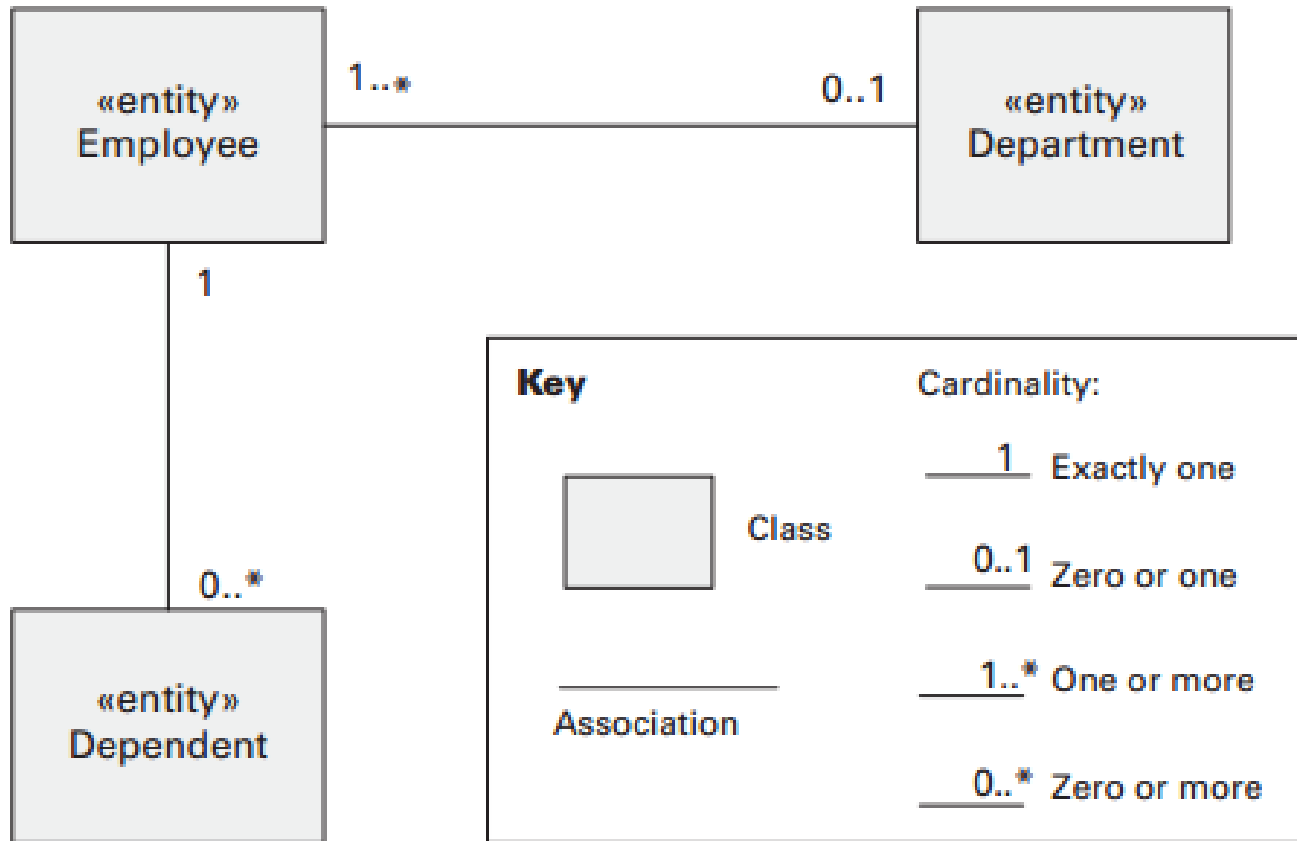 «entity»
Employee
1..*
0..1
«entity»
Department
1
0..*
«entity»
Dependent
Key
Class
Association
Cardinality:
1 Exactly one
0..1 Zero or one
1..* One or more
0..* Zero or more